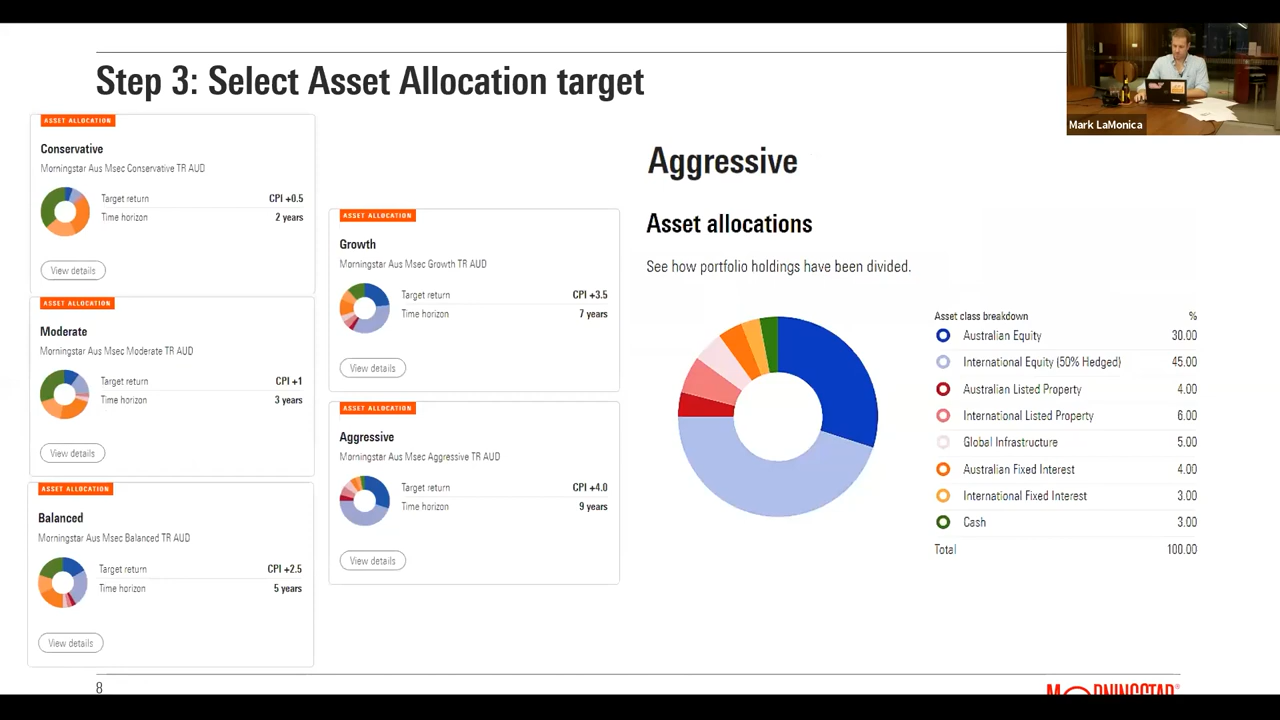 Step 3: Select Asset Allocation target
Mark LaMonica
ASSET ALLOCATION
Conservative
Morningstar Aus Msec Conservative TR AUD
Target return CPI +0.5
Time horizon 2 years
View details
ASSET ALLOCATION
Moderate
Morningstar Aus Msec Moderate TR AUD
Target return CPI +1
Time horizon 3 years
View details
ASSET ALLOCATION
Balanced
Morningstar Aus Msec Balanced TR AUD
Target return CPI +2.5
Time horizon 5 years
View details
ASSET ALLOCATION
Growth
Morningstar Aus Msec Growth TR AUD
Target return CPI +3.5
Time horizon 7 years
View details
ASSET ALLOCATION
Aggressive
Morningstar Aus Msec Aggressive TR AUD
Target return CPI +4.0
Time horizon 9 years
View details
Aggressive
Asset allocations
See how portfolio holdings have been divided.
Asset class breakdown %
Australian Equity 30.00
International Equity (50% Hedged) 45.00
Australian Listed Property 4.00
International Listed Property 6.00
Global Infrastructure 5.00
Australian Fixed Interest 4.00
International Fixed Interest 3.00
Cash 3.00
Total 100.00
8
MORNINGSTAR®